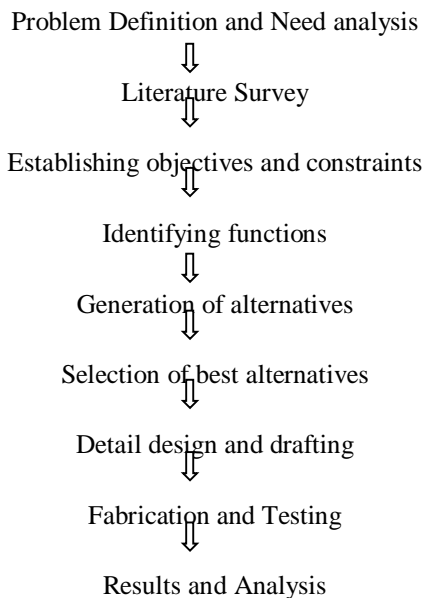 Problem Definition and Need analysis
Literature Survey
Establishing objectives and constraints
Identifying functions
Generation of alternatives
Selection of best alternatives
Detail design and drafting
Fabrication and Testing
Results and Analysis